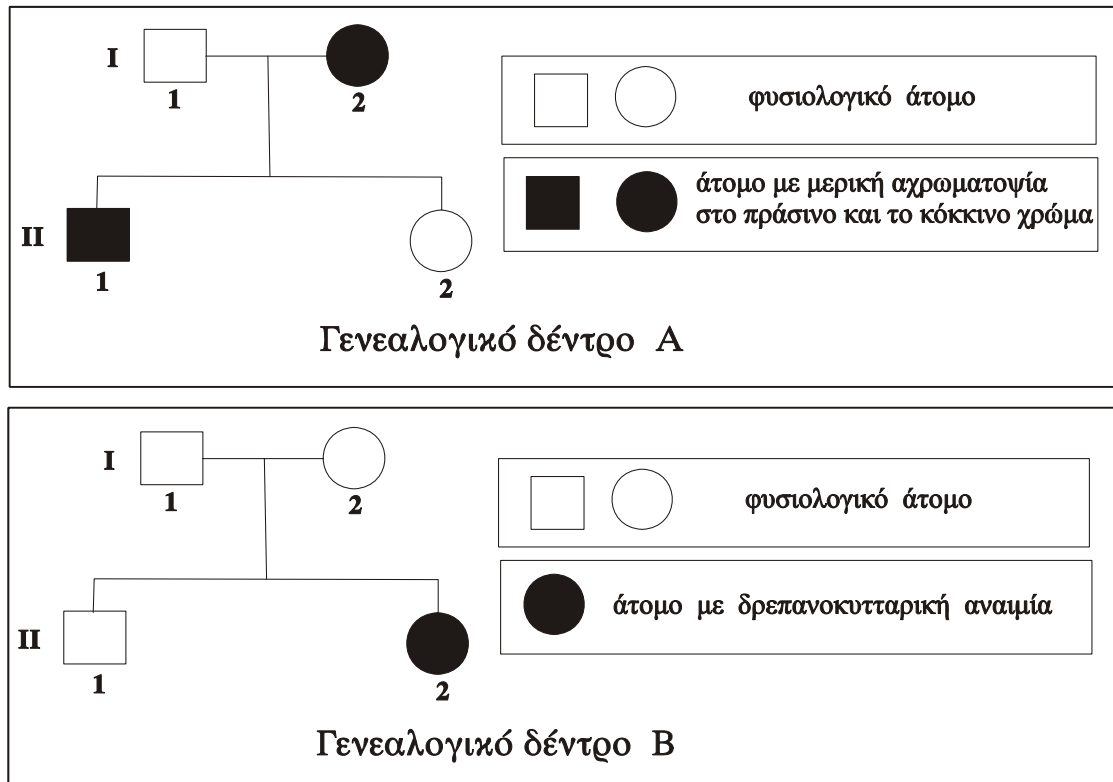 I
1
2
φυσιολογικό άτομο
άτομο με μερική αχρωματοψία
στο πράσινο και το κόκκινο χρώμα
II
1
2
Γενεαλογικό δέντρο Α
I
1
2
φυσιολογικό άτομο
άτομο με δρεπανοκυτταρική αναιμία
II
1
2
Γενεαλογικό δέντρο Β